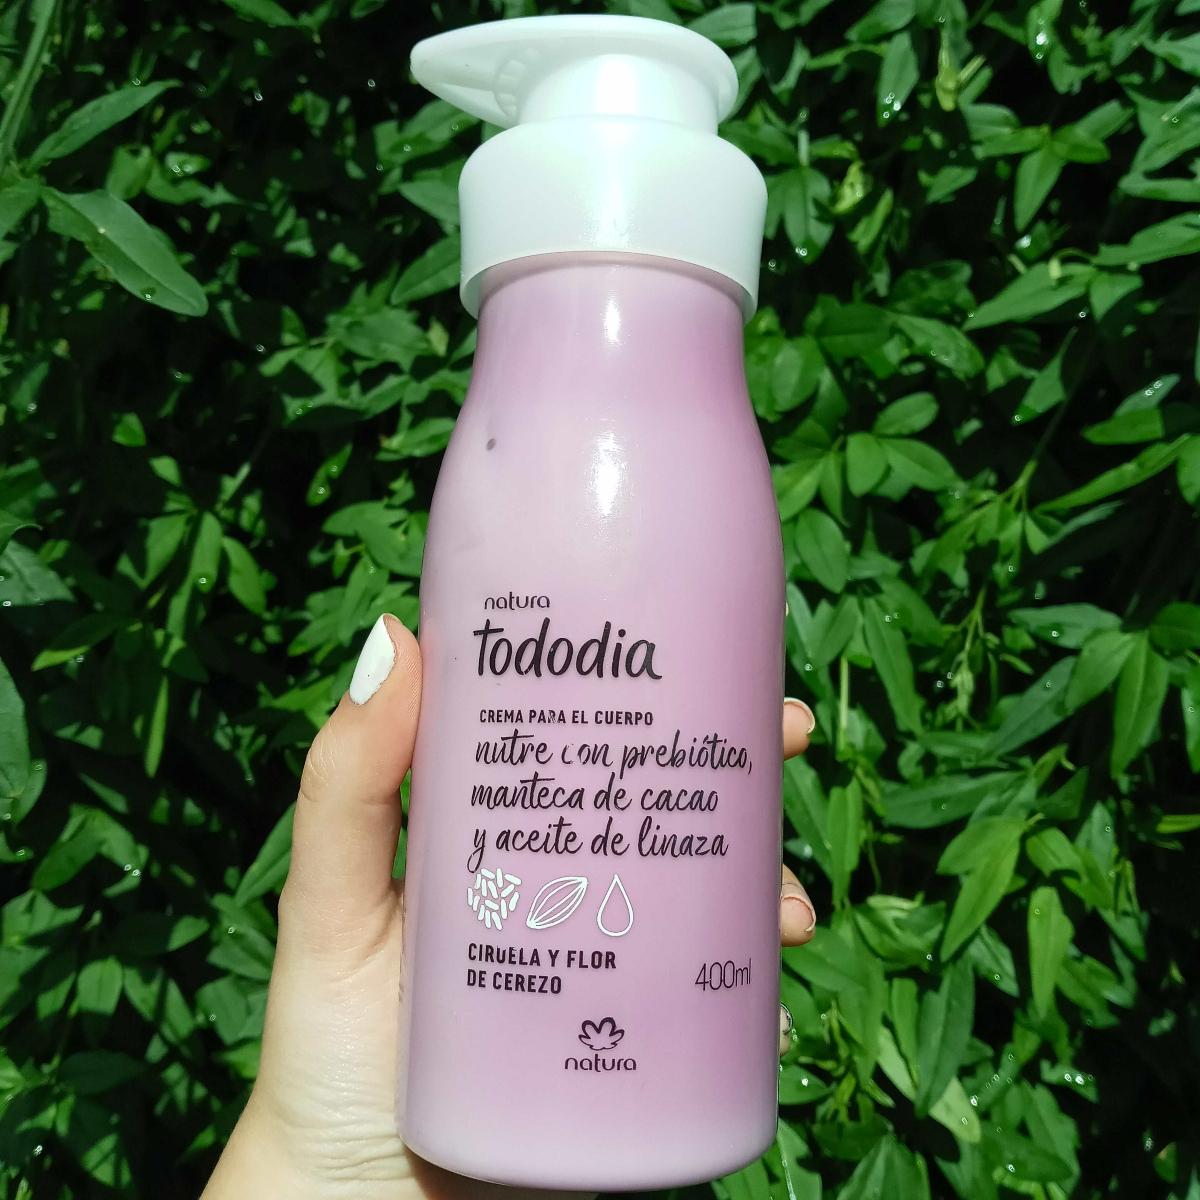 natura
tododia
CREMA PARA EL CUERPO
nutre con prebiótico,
manteca de cacao
y aceite de linaza
CIRUELA Y FLOR
DE CEREZO
400ml
natura